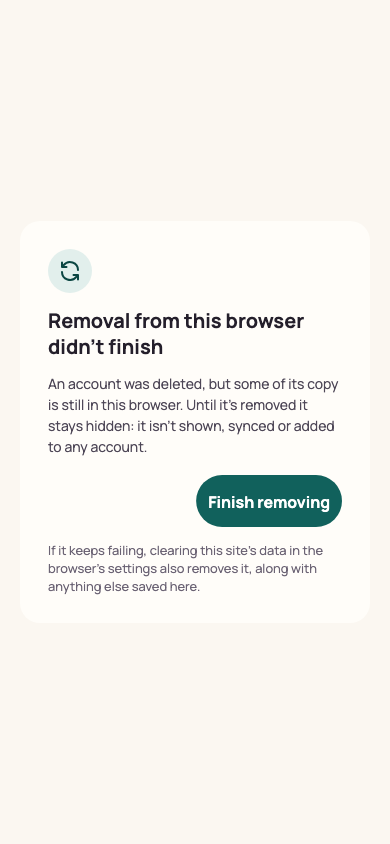 Removal from this browser
didn't finish
An account was deleted, but some of its copy
is still in this browser. Until it's removed it
stays hidden: it isn't shown, synced or added
to any account.
Finish removing
If it keeps failing, clearing this site's data in the
browser's settings also removes it, along with
anything else saved here.